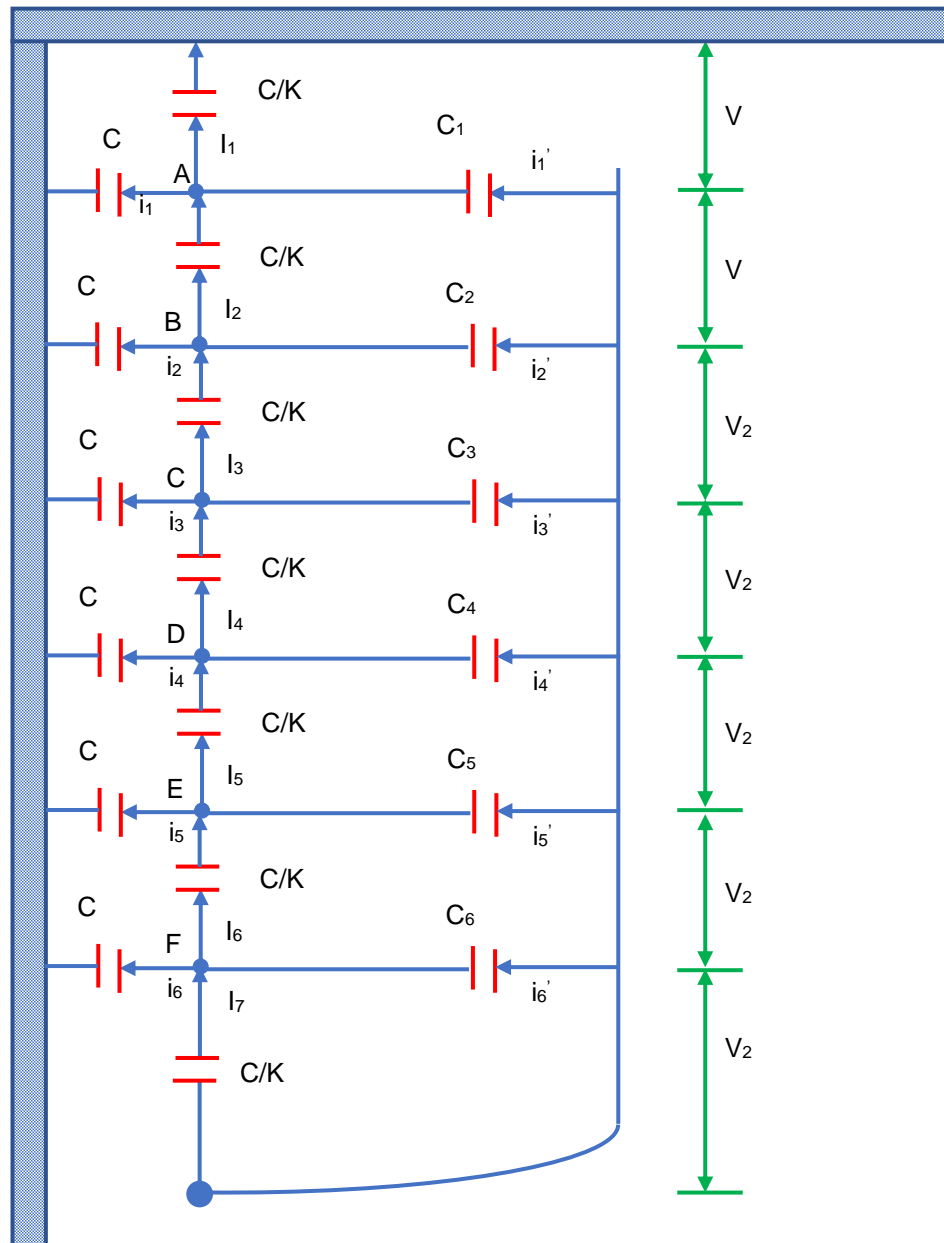 C/K
C₁
V
C
I₁
i₁’
A
i₁
C/K
V
C
C₂
I₂
B
i₂
i₂’
C/K
V₂
C
C₃
I₃
C
i₃
i₃’
C/K
V₂
C
C₄
I₄
D
i₄
i₄’
C/K
V₂
C
C₅
I₅
E
i₅
i₅’
C/K
V₂
C
C₆
I₆
F
i₆
i₆’
I₇
V₂
C/K